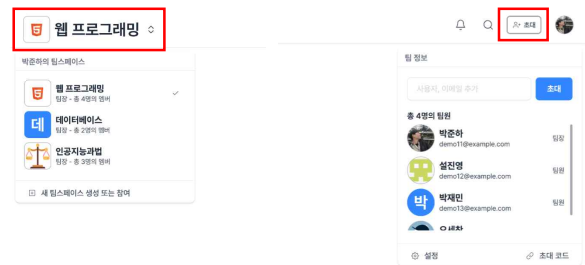 웹 프로그래밍
박준하의 팀스페이스
웹 프로그래밍
팀장 - 총 4명의 멤버
데
데이터베이스
팀장 - 총 2명의 멤버
인공지능과법
팀장 - 총 3명의 멤버
새 팀스페이스 생성 또는 참여
초대
팀 정보
사용자, 이메일 추가
초대
총 4명의 팀원
박준하
demo11@example.com
팀장
설진영
demo12@example.com
팀원
박
박재민
demo13@example.com
팀원
설정
초대 코드